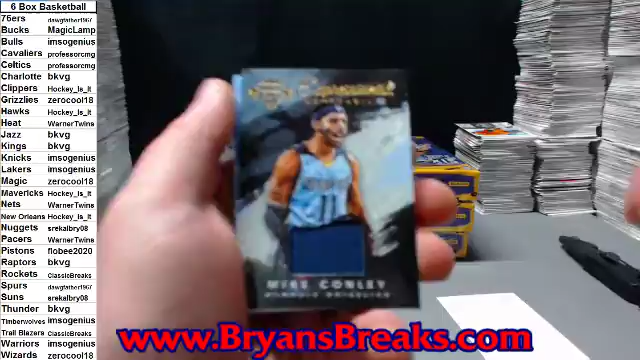 6 Box Basketball
76ers dawgfather1967
Bucks MagicLamp
Bulls imsogenius
Cavaliers professorcmg
Celtics professorcmg
Charlotte bkvg
Clippers Hockey_Is_It
Grizzlies zerocool18
Hawks Hockey_Is_It
Heat WarnerTwins
Jazz bkvg
Kings bkvg
Knicks imsogenius
Lakers imsogenius
Magic zerocool18
Mavericks Hockey_Is_It
Nets WarnerTwins
New Orleans Hockey_Is_It
Nuggets srekalbry08
Pacers WarnerTwins
Pistons flobee2020
Raptors bkvg
Rockets ClassicBreaks
Spurs dawgfather1967
Suns srekalbry08
Thunder bkvg
Timberwolves imsogenius
Trail Blazers ClassicBreaks
Warriors imsogenius
Wizards zerocool18
MIKE CONLEY
MEMPHIS GRIZZLIES
www.BryansBreaks.com